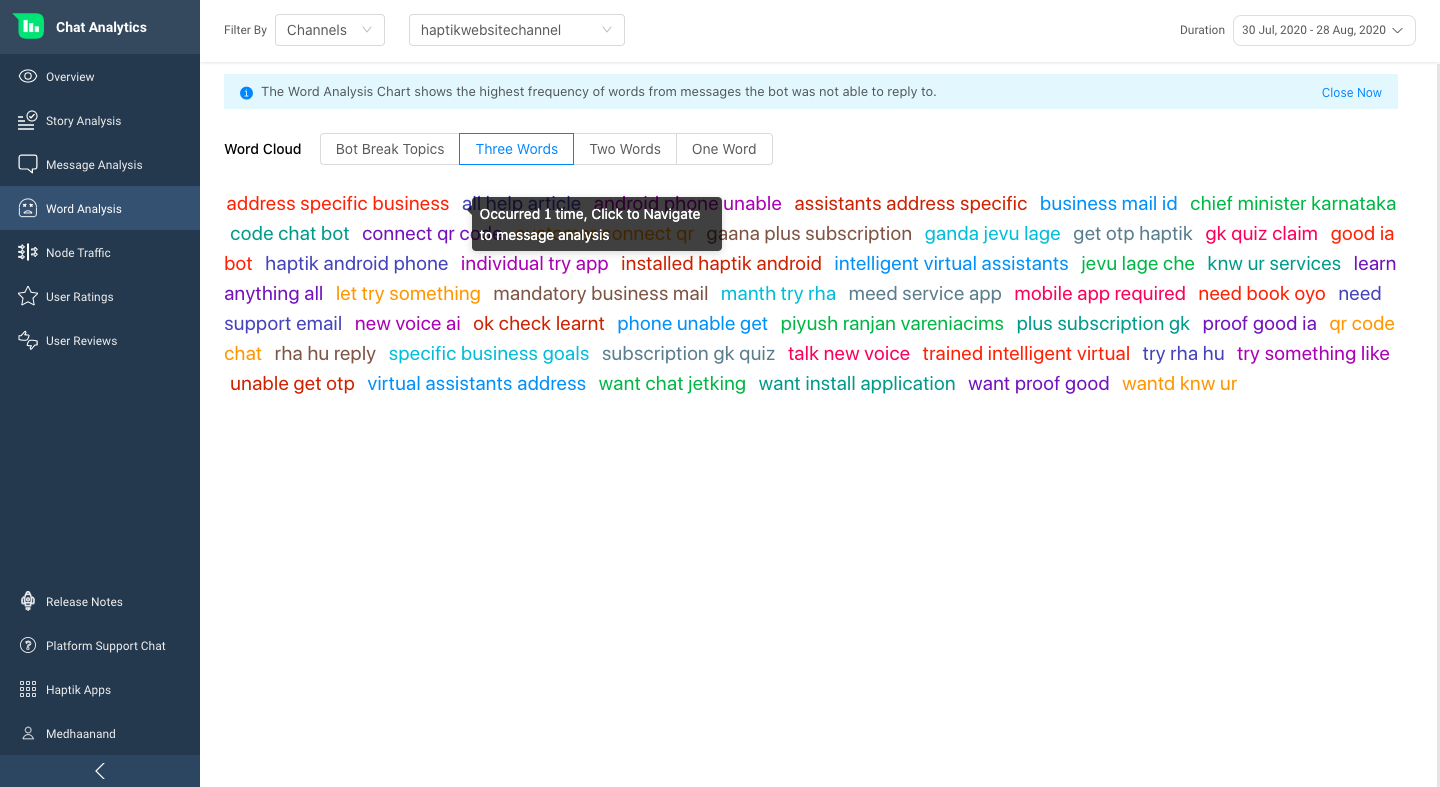 Chat Analytics
Overview
Story Analysis
Message Analysis
Word Analysis
Node Traffic
User Ratings
User Reviews
Release Notes
Platform Support Chat
Haptik Apps
Medhaanand
Filter By Channels haptikwebsitechannel Duration 30 Jul, 2020 - 28 Aug, 2020
The Word Analysis Chart shows the highest frequency of words from messages the bot was not able to reply to. Close Now
Word Cloud Bot Break Topics Three Words Two Words One Word
address specific business all help article android phone unable assistants address specific business mail id chief minister karnataka
Occurred 1 time, Click to Navigate
to message analysis
code chat bot connect qr code connect qr gaana plus subscription ganda jevu lage get otp haptik gk quiz claim good ia
bot haptik android phone individual try app installed haptik android intelligent virtual assistants jevu lage che knw ur services learn
anything all let try something mandatory business mail manth try rha meed service app mobile app required need book oyo need
support email new voice ai ok check learnt phone unable get piyush ranjan vareniacims plus subscription gk proof good ia qr code
chat rha hu reply specific business goals subscription gk quiz talk new voice trained intelligent virtual try rha hu try something like
unable get otp virtual assistants address want chat jetking want install application want proof good wantd knw ur